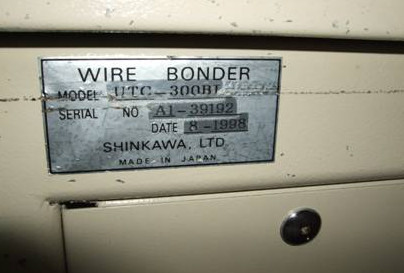 WIRE BONDER
MODEL UTC-300BI
SERIAL NO A1-39192
DATE 8-1998
SHINKAWA, LTD
MADE IN JAPAN